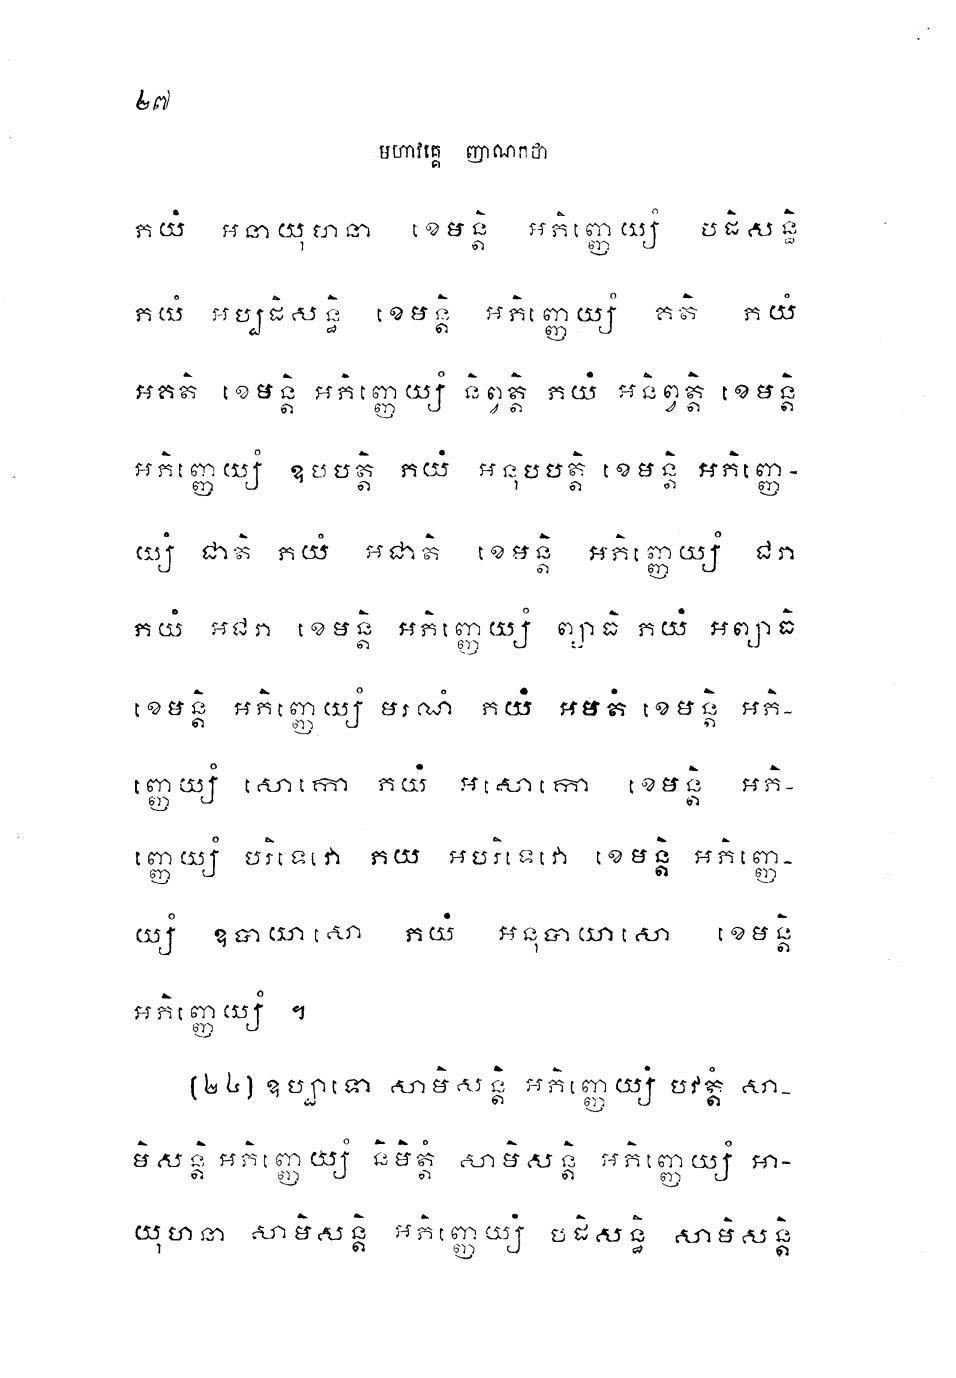 ២៧
មហាវគ្គេ ញាណកថា
ភយំ អនាយុហនា ខេមន្តិ អភិញ្ញេយ្យំ បដិសន្ធិ
ភយំ អប្បដិសន្ធិ ខេមន្តិ អភិញ្ញេយ្យំ គតិ ភយំ
អគតិ ខេមន្តិ អភិញ្ញេយ្យំ និព្វត្តិ ភយំ អនិព្វត្តិ ខេមន្តិ
អភិញ្ញេយ្យំ ឧបបត្តិ ភយំ អនុបបត្តិ ខេមន្តិ អភិញ្ញេ-
យ្យំ ជាតិ ភយំ អជាតិ ខេមន្តិ អភិញ្ញេយ្យំ ជរា
ភយំ អជរា ខេមន្តិ អភិញ្ញេយ្យំ ព្យាធិ ភយំ អព្យាធិ
ខេមន្តិ អភិញ្ញេយ្យំ មរណំ ភយំ អមតំ ខេមន្តិ អភិ-
ញ្ញេយ្យំ សោកោ ភយំ អសោកោ ខេមន្តិ អភិ-
ញ្ញេយ្យំ បរិទេវោ ភយ អបរិទេវោ ខេមន្តិ អភិញ្ញេ-
យ្យំ ឧបាយាសោ ភយំ អនុបាយាសោ ខេមន្តិ
អភិញ្ញេយ្យំ ។
(២៤) ឧប្បាទោ សាមិសន្តិ អភិញ្ញេយ្យំ បវត្តំ សា-
មិសន្តិ អភិញ្ញេយ្យំ និមិត្តំ សាមិសន្តិ អភិញ្ញេយ្យំ អា-
យុហនា សាមិសន្តិ អភិញ្ញេយ្យំ បដិសន្ធិ សាមិសន្តិ